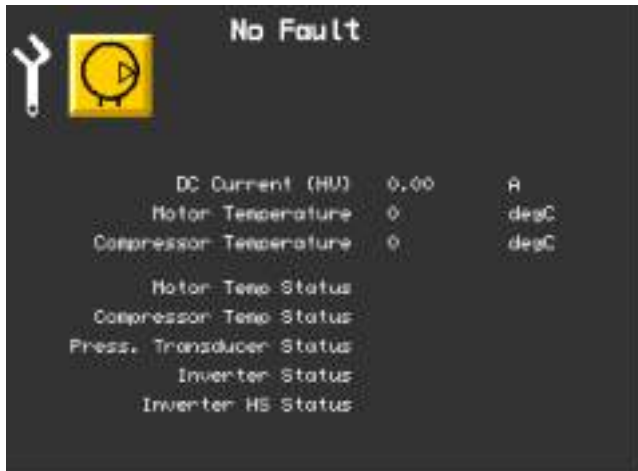 No Fault
DC Current (HV) 0.00 A
Motor Temperature 0 degC
Compressor Temperature 0 degC
Motor Temp Status
Compressor Temp Status
Press. Transducer Status
Inverter Status
Inverter HS Status